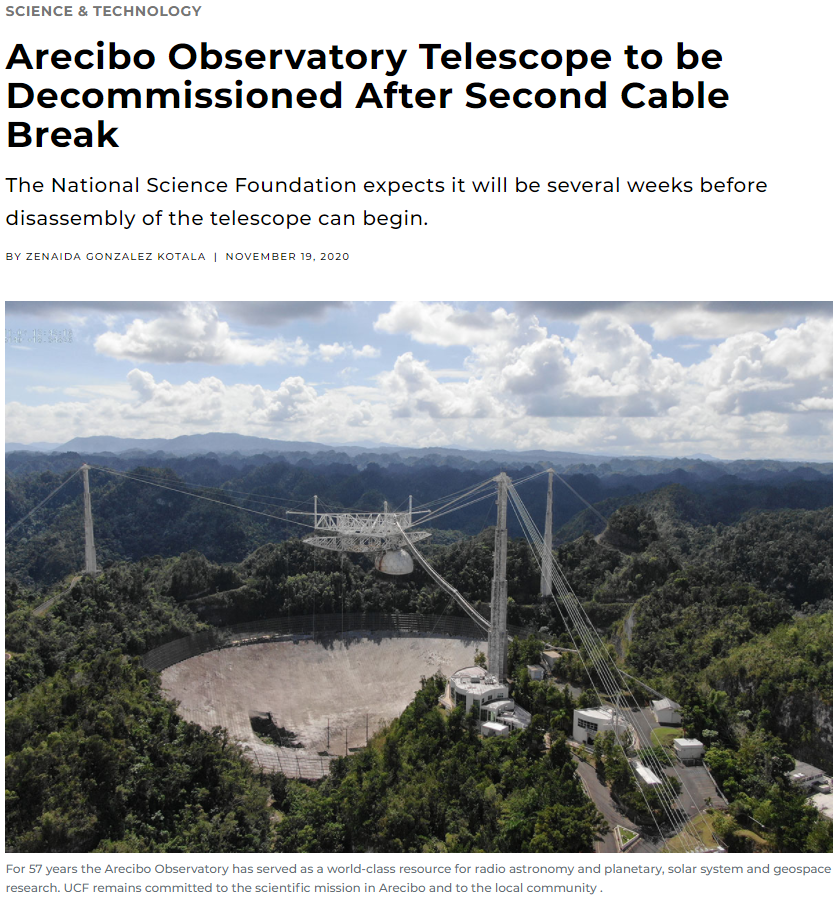 SCIENCE & TECHNOLOGY
Arecibo Observatory Telescope to be
Decommissioned After Second Cable
Break
The National Science Foundation expects it will be several weeks before
disassembly of the telescope can begin.
BY ZENAIDA GONZALEZ KOTALA | NOVEMBER 19, 2020
For 57 years the Arecibo Observatory has served as a world-class resource for radio astronomy and planetary, solar system and geospace
research. UCF remains committed to the scientific mission in Arecibo and to the local community .